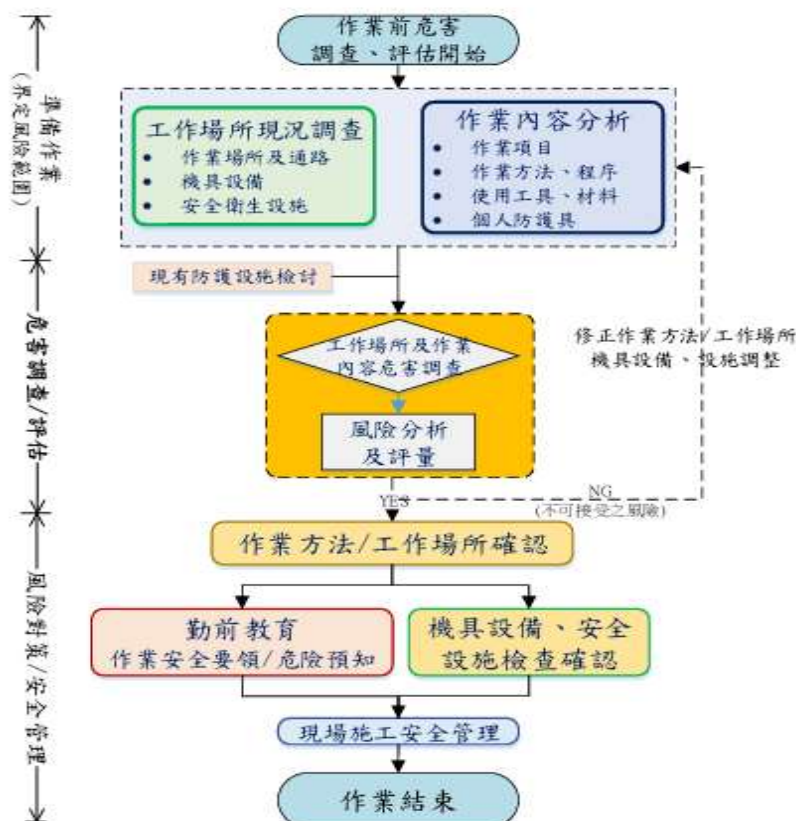 作業前危害
調查、評估開始
準備作業
(界定風險範圍)
工作場所現況調查
• 作業場所及通路
• 機具設備
• 安全衛生設施
作業內容分析
• 作業項目
• 作業方法、程序
• 使用工具、材料
• 個人防護具
現有防護設施檢討
危害調查/評估
工作場所及作業
內容危害調查
風險分析
及評量
修正作業方法/工作場所
機具設備、設施調整
YES
NG
(不可接受之風險)
風險對策/安全管理
作業方法/工作場所確認
勤前教育
作業安全要領/危險預知
機具設備、安全
設施檢查確認
現場施工安全管理
作業結束